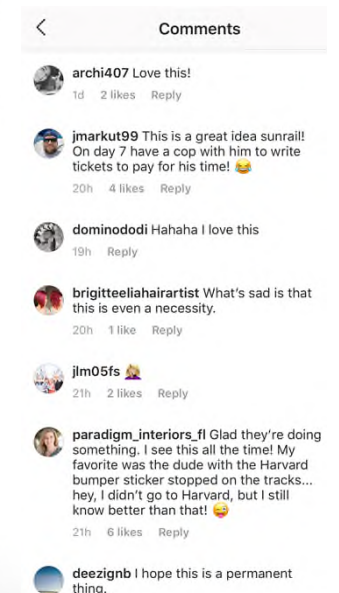 Comments
archi407 Love this!
1d 2 likes Reply
jmarkut99 This is a great idea sunrail!
On day 7 have a cop with him to write
tickets to pay for his time! 😂
20h 4 likes Reply
dominododi Hahaha I love this
19h Reply
brigitteeliahairartist What's sad is that
this is even a necessity.
20h 1 like Reply
jlm05fs 🤦🏼‍♀️
21h 2 likes Reply
paradigm_interiors_fl Glad they're doing
something. I see this all the time! My
favorite was the dude with the Harvard
bumper sticker stopped on the tracks...
hey, I didn't go to Harvard, but I still
know better than that! 😜
21h 6 likes Reply
deezignb I hope this is a permanent
thing.